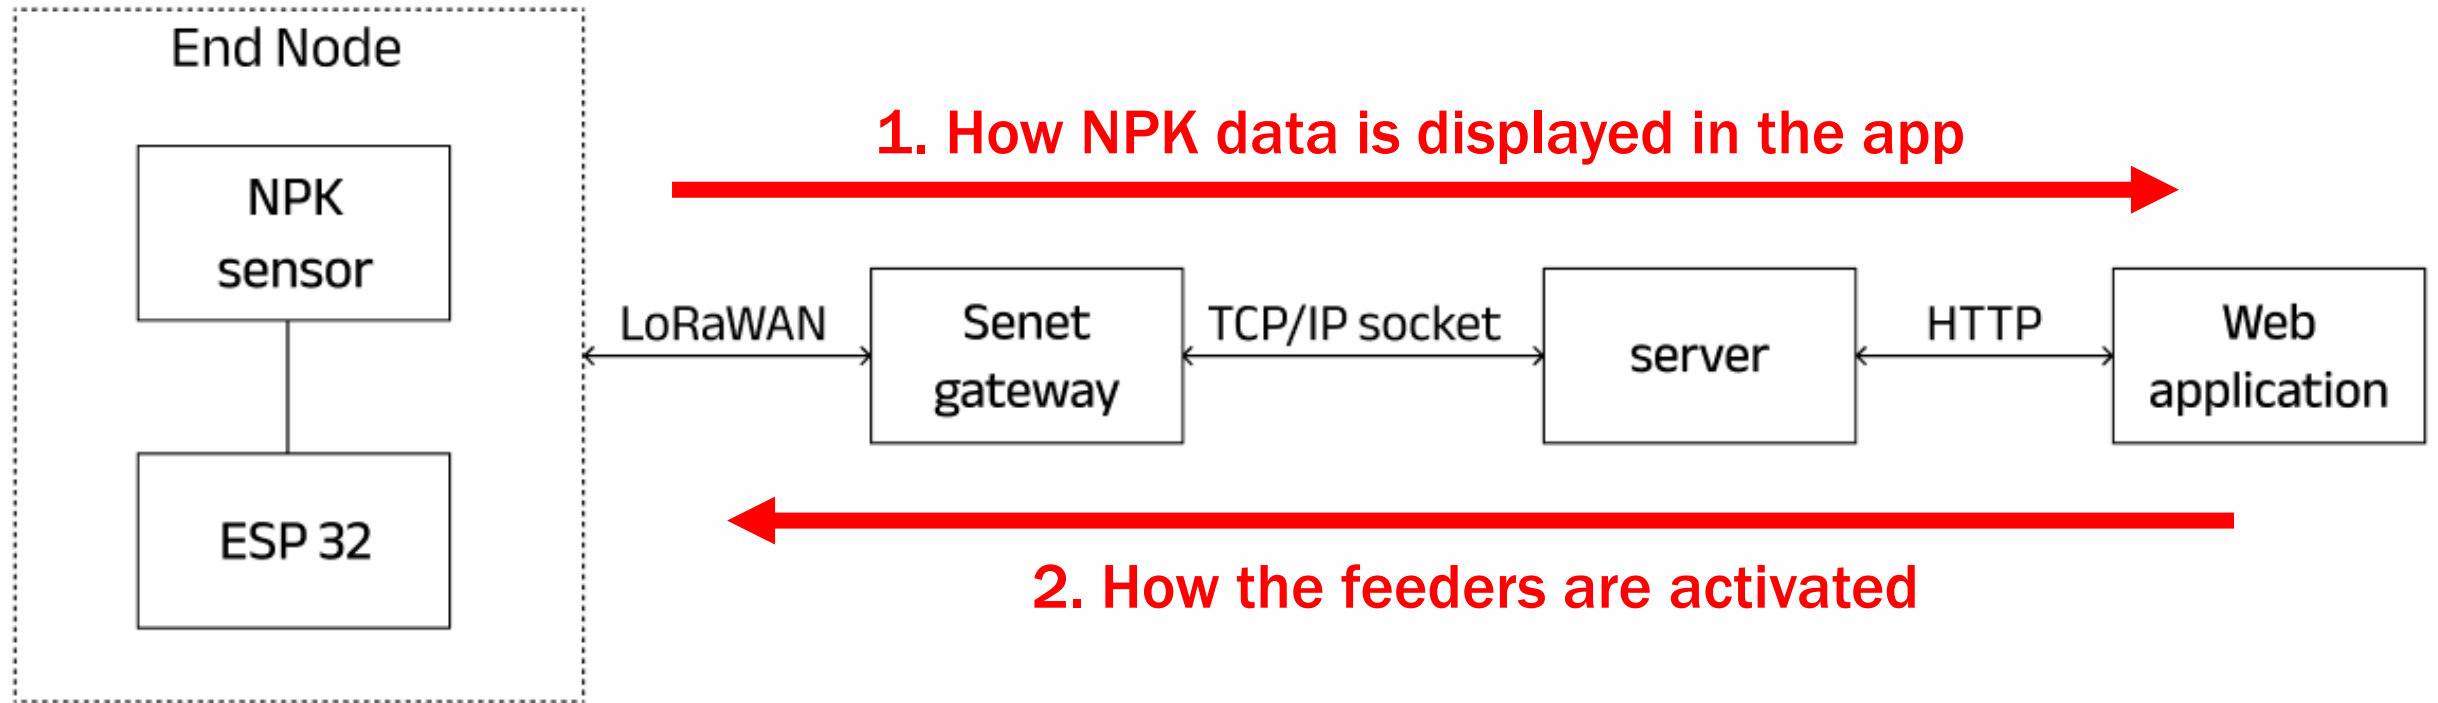 End Node
NPK
sensor
ESP 32
1. How NPK data is displayed in the app
LoRaWAN
Senet
gateway
TCP/IP socket
server
HTTP
Web
application
2. How the feeders are activated